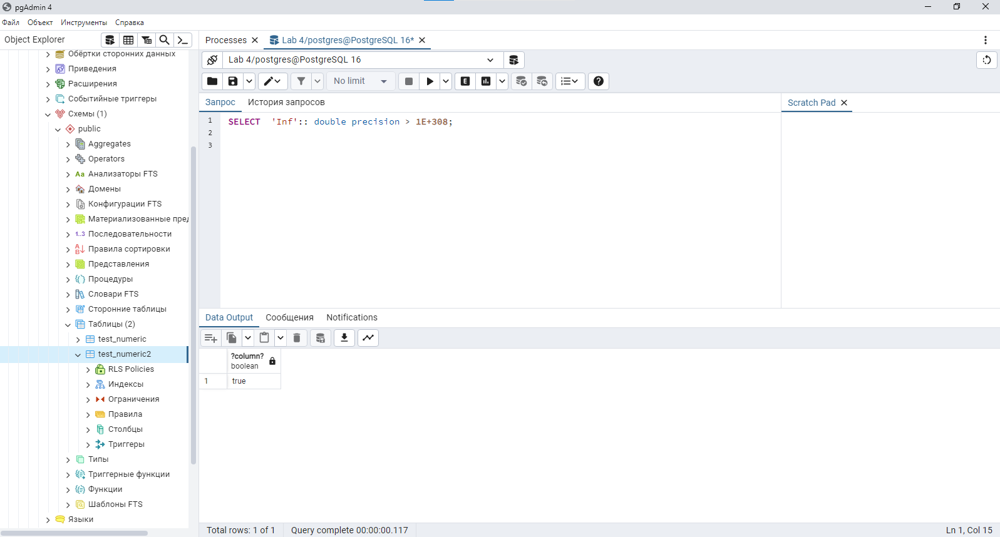 pgAdmin 4
Файл Объект Инструменты Справка
Object Explorer
Обёртки сторонних данных
Приведения
Расширения
Событийные триггеры
Схемы (1)
public
Aggregates
Operators
Aa Анализаторы FTS
Домены
Конфигурации FTS
Материализованные пред
1..3 Последовательности
Правила сортировки
Представления
Процедуры
Словари FTS
Сторонние таблицы
Таблицы (2)
test_numeric
test_numeric2
RLS Policies
Индексы
Ограничения
Правила
Столбцы
Триггеры
Типы
Триггерные функции
Функции
Шаблоны FTS
Языки
Processes Lab 4/postgres@PostgreSQL 16*
Lab 4/postgres@PostgreSQL 16
No limit E
Запрос История запросов Scratch Pad
1 SELECT 'Inf':: double precision > 1E+308;
2
3
Data Output Сообщения Notifications
?column?
boolean
1 true
Total rows: 1 of 1 Query complete 00:00:00.117 Ln 1, Col 15